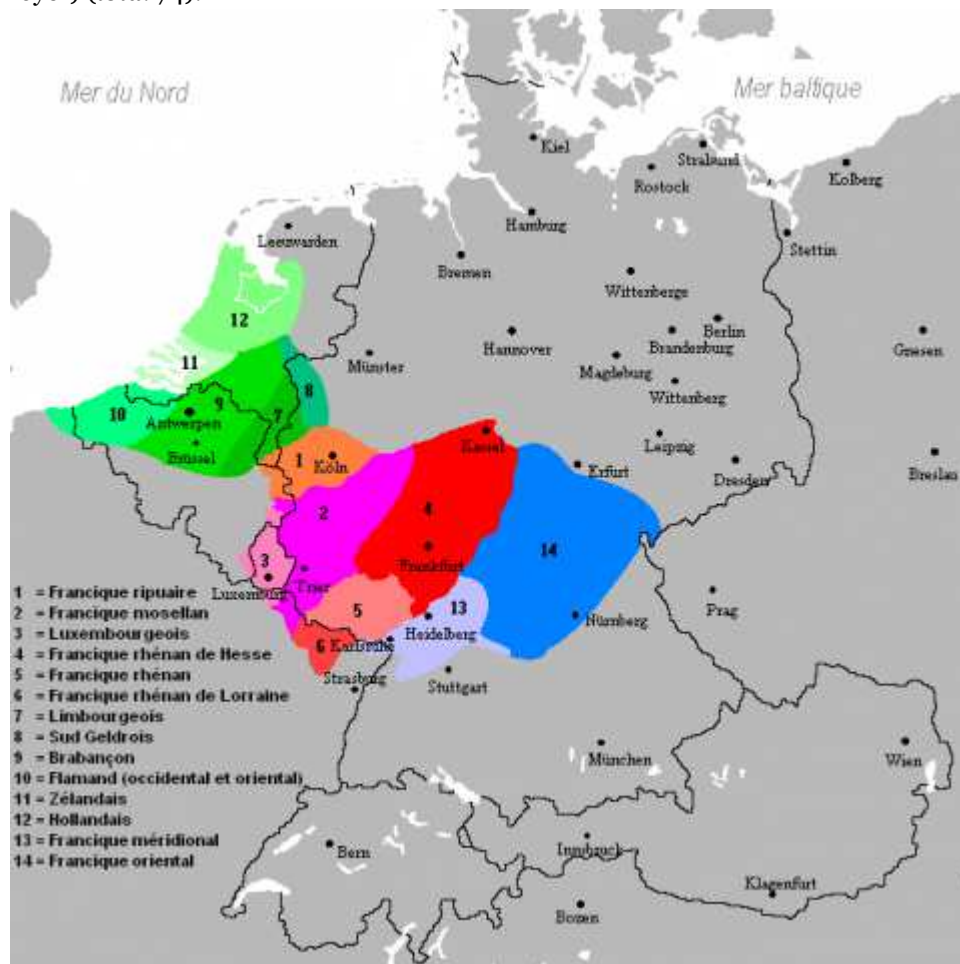 Mer du Nord
Mer baltique
Kiel
Stralsund
Rostock
Kolberg
Hamburg
Stettin
Leeuwarden
Bremen
Wittenberge
12
Berlin
Brandenburg
Gnesen
11
Münster
Hannover
Magdeburg
Wittenberg
8
10
9
Antwerpen
7
Brüssel
Kassel
Leipzig
1
Köln
Erfurt
Dresden
Breslau
2
4
14
3
Frankfurt
Luxemburg
Trier
5
13
Prag
Heidelberg
Nürnberg
6
Karlsruhe
Strasburg
Stuttgart
1 = Francique ripuaire
2 = Francique mosellan
3 = Luxembourgeois
4 = Francique rhénan de Hesse
5 = Francique rhénan
6 = Francique rhénan de Lorraine
7 = Limbourgeois
8 = Sud Geldrois
9 = Brabançon
10 = Flamand (occidental et oriental)
11 = Zélandais
12 = Hollandais
13 = Francique méridional
14 = Francique oriental
München
Wien
Bern
Innsbruck
Klagenfurt
Bozen